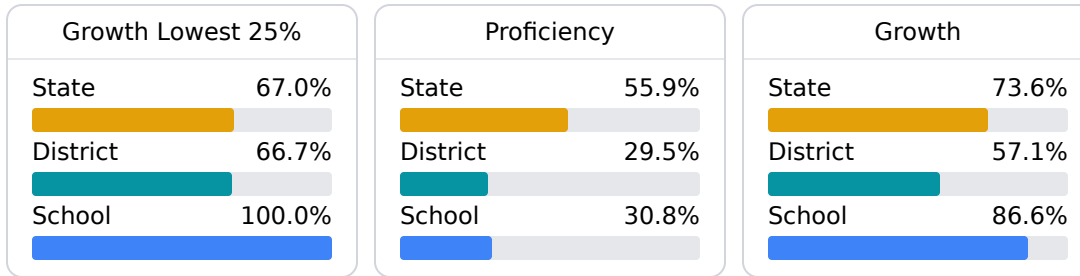 Growth Lowest 25%
State 67.0%
District 66.7%
School 100.0%
Proficiency
State 55.9%
District 29.5%
School 30.8%
Growth
State 73.6%
District 57.1%
School 86.6%